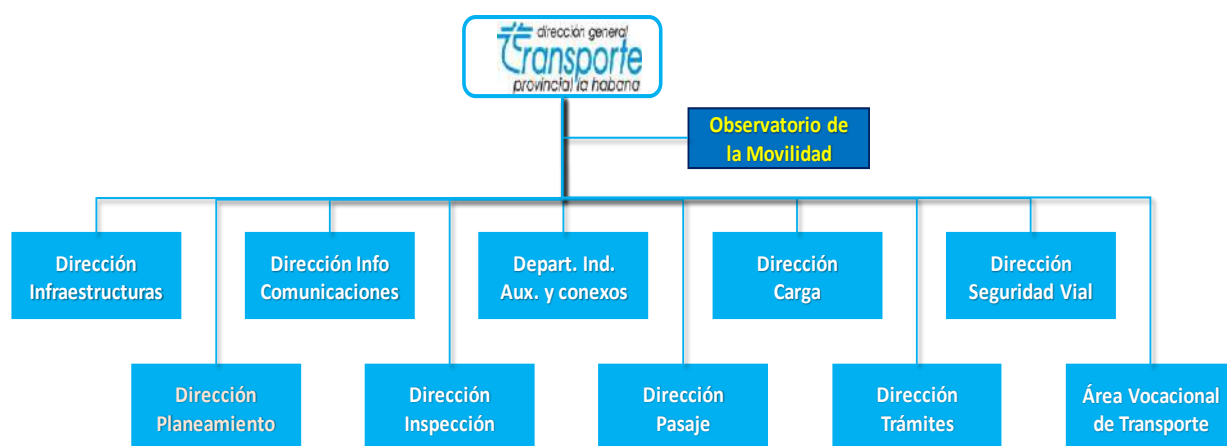 dirección general
transporte
provincial la habana
Observatorio de
la Movilidad
Dirección
Infraestructuras
Dirección Info
Comunicaciones
Depart. Ind.
Aux. y conexos
Dirección
Carga
Dirección
Seguridad Vial
Dirección
Planeamiento
Dirección
Inspección
Dirección
Pasaje
Dirección
Trámites
Área Vocacional
de Transporte